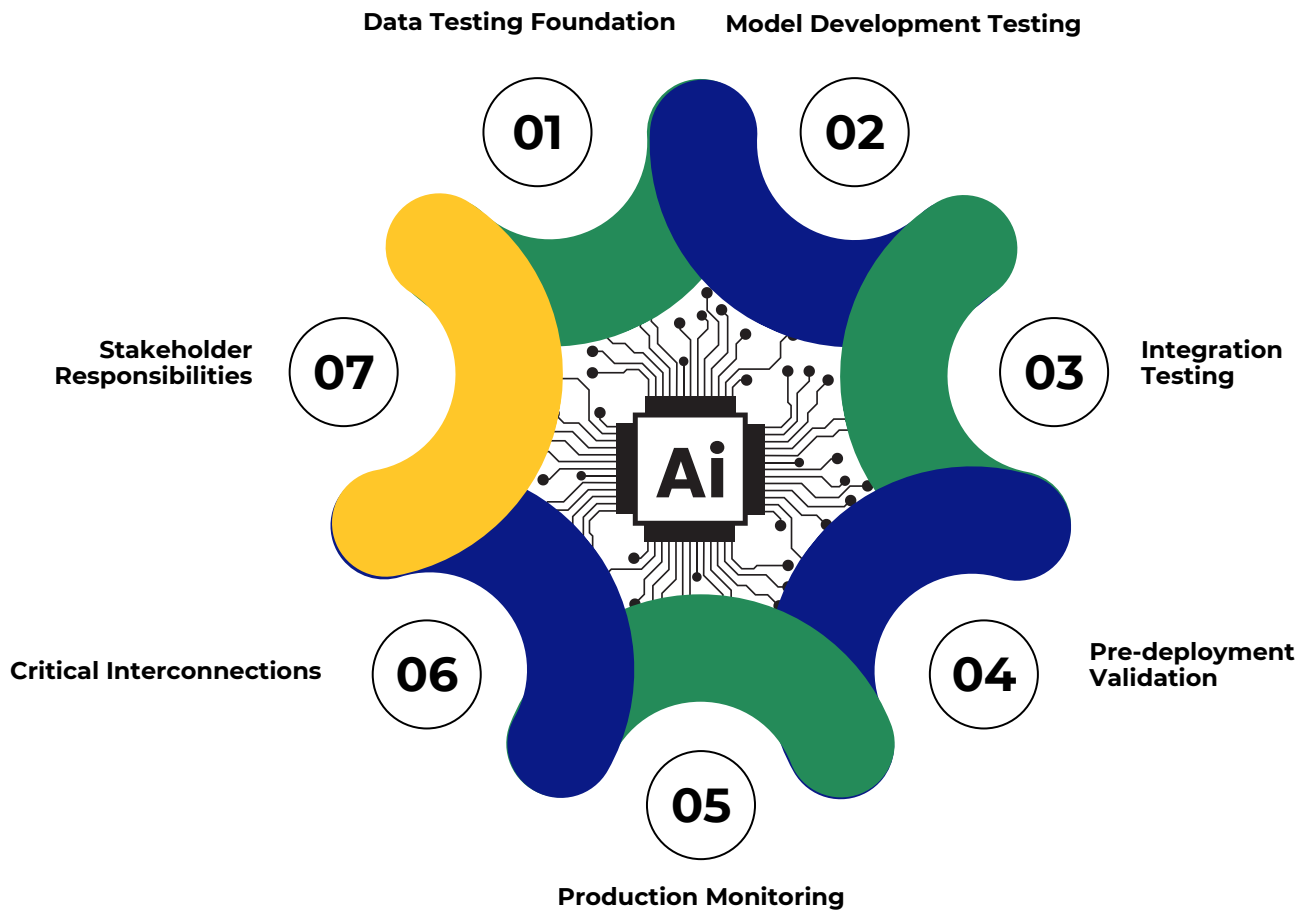 Data Testing Foundation
Model Development Testing
01
02
03
Integration
Testing
04
Pre-deployment
Validation
05
Production Monitoring
06
Critical Interconnections
07
Stakeholder
Responsibilities
Ai